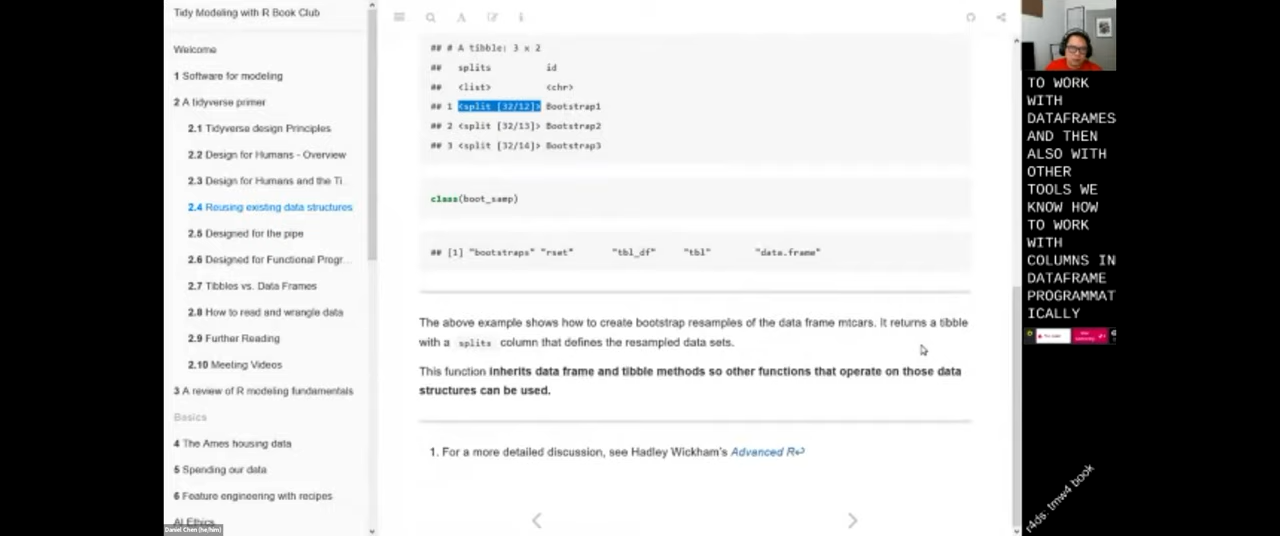 Tidy Modeling with R Book Club
Welcome
1 Software for modeling
2 A tidyverse primer
2.1 Tidyverse design Principles
2.2 Design for Humans - Overview
2.3 Design for Humans and the Ti…
2.4 Reusing existing data structures
2.5 Designed for the pipe
2.6 Designed for Functional Progr…
2.7 Tibbles vs. Data Frames
2.8 How to read and wrangle data
2.9 Further Reading
2.10 Meeting Videos
3 A review of R modeling fundamentals
Basics
4 The Ames housing data
5 Spending our data
6 Feature engineering with recipes
AI Ethics
Daniel Chen (he/him)
## # A tibble: 3 x 2
## splits id
## <list> <chr>
## 1 <split [32/12]> Bootstrap1
## 2 <split [32/13]> Bootstrap2
## 3 <split [32/14]> Bootstrap3
class(boot_samp)
## [1] "bootstraps" "rset" "tbl_df" "tbl" "data.frame"
The above example shows how to create bootstrap resamples of the data frame mtcars. It returns a tibble
with a splits column that defines the resampled data sets.
This function inherits data frame and tibble methods so other functions that operate on those data
structures can be used.
1. For a more detailed discussion, see Hadley Wickham's Advanced R↩
TO WORK
WITH
DATAFRAMES
AND THEN
ALSO WITH
OTHER
TOOLS WE
KNOW HOW
TO WORK
WITH
COLUMNS IN
DATAFRAME
PROGRAMMAT
ICALLY
r4ds: tmw4 book